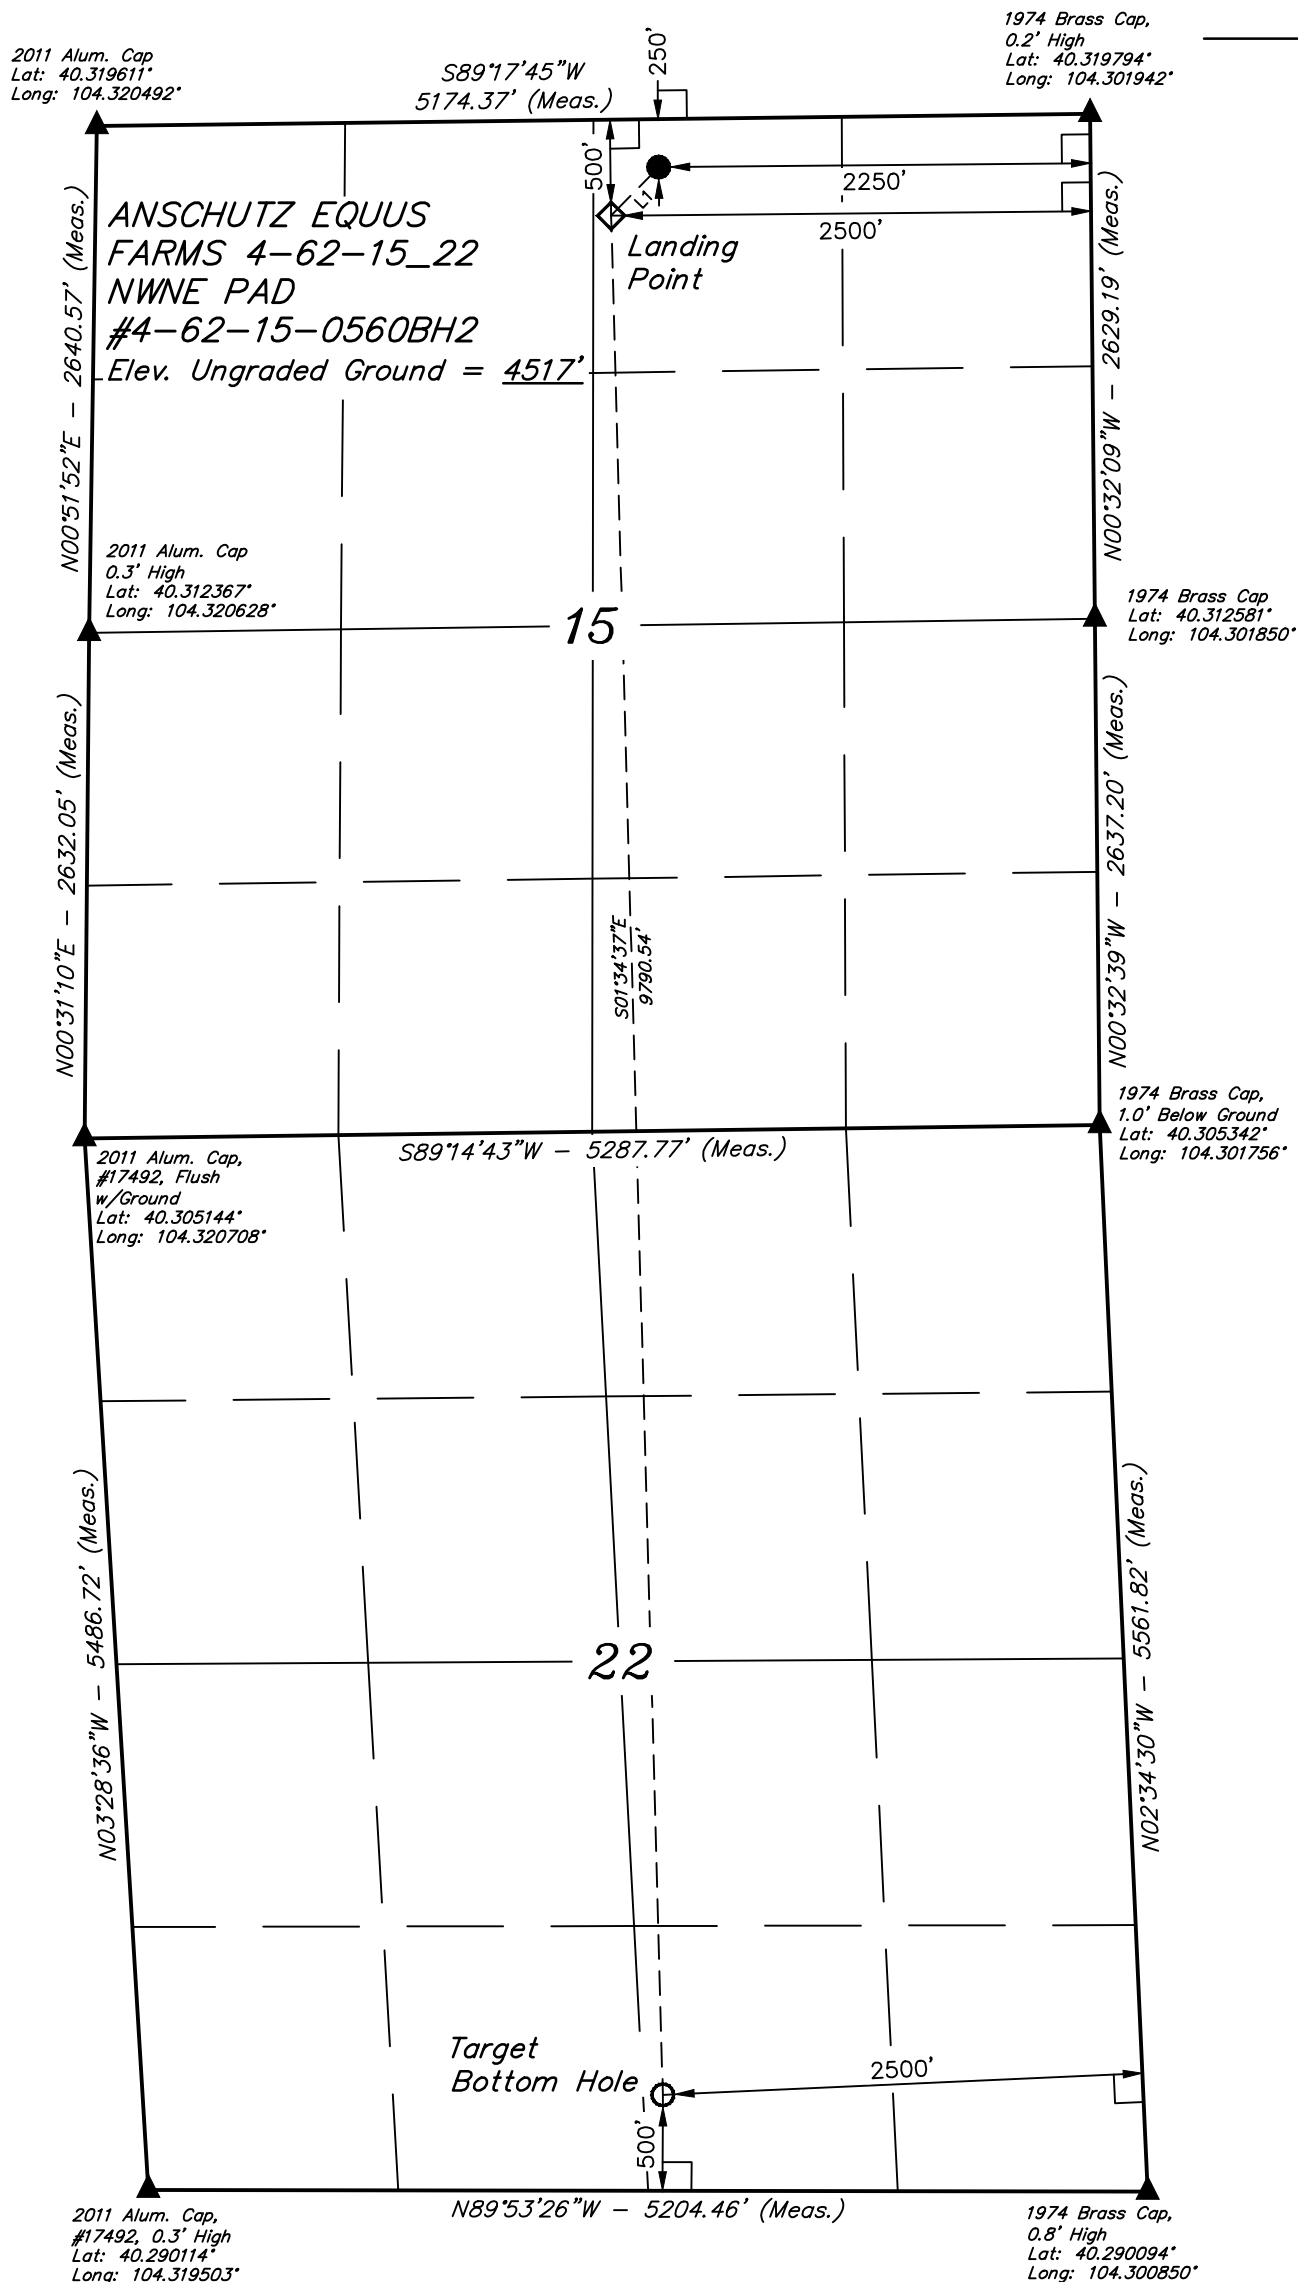 1974 Brass Cap,
0.2' High
Lat: 40.319794°
Long: 104.301942°
2011 Alum. Cap
Lat: 40.319611°
Long: 104.320492°
S89°17'45"W
5174.37' (Meas.)
250'
500'
2250'
L1
2500'
Landing
Point
ANSCHUTZ EQUUS
FARMS 4-62-15_22
NWNE PAD
#4-62-15-0560BH2
Elev. Ungraded Ground = 4517'
N00°51'52"E - 2640.57' (Meas.)
N00°32'09"W - 2629.19' (Meas.)
2011 Alum. Cap
0.3' High
Lat: 40.312367°
Long: 104.320628°
15
1974 Brass Cap
Lat: 40.312581°
Long: 104.301850°
N00°31'10"E - 2632.05' (Meas.)
S01°34'37"E
9790.54'
N00°32'39"W - 2637.20' (Meas.)
1974 Brass Cap,
1.0' Below Ground
Lat: 40.305342°
Long: 104.301756°
S89°14'43"W - 5287.77' (Meas.)
2011 Alum. Cap,
#17492, Flush
w/Ground
Lat: 40.305144°
Long: 104.320708°
N03°28'36"W - 5486.72' (Meas.)
22
N02°34'30"W - 5561.82' (Meas.)
Target
Bottom Hole
2500'
500'
N89°53'26"W - 5204.46' (Meas.)
2011 Alum. Cap,
#17492, 0.3' High
Lat: 40.290114°
Long: 104.319503°
1974 Brass Cap,
0.8' High
Lat: 40.290094°
Long: 104.300850°